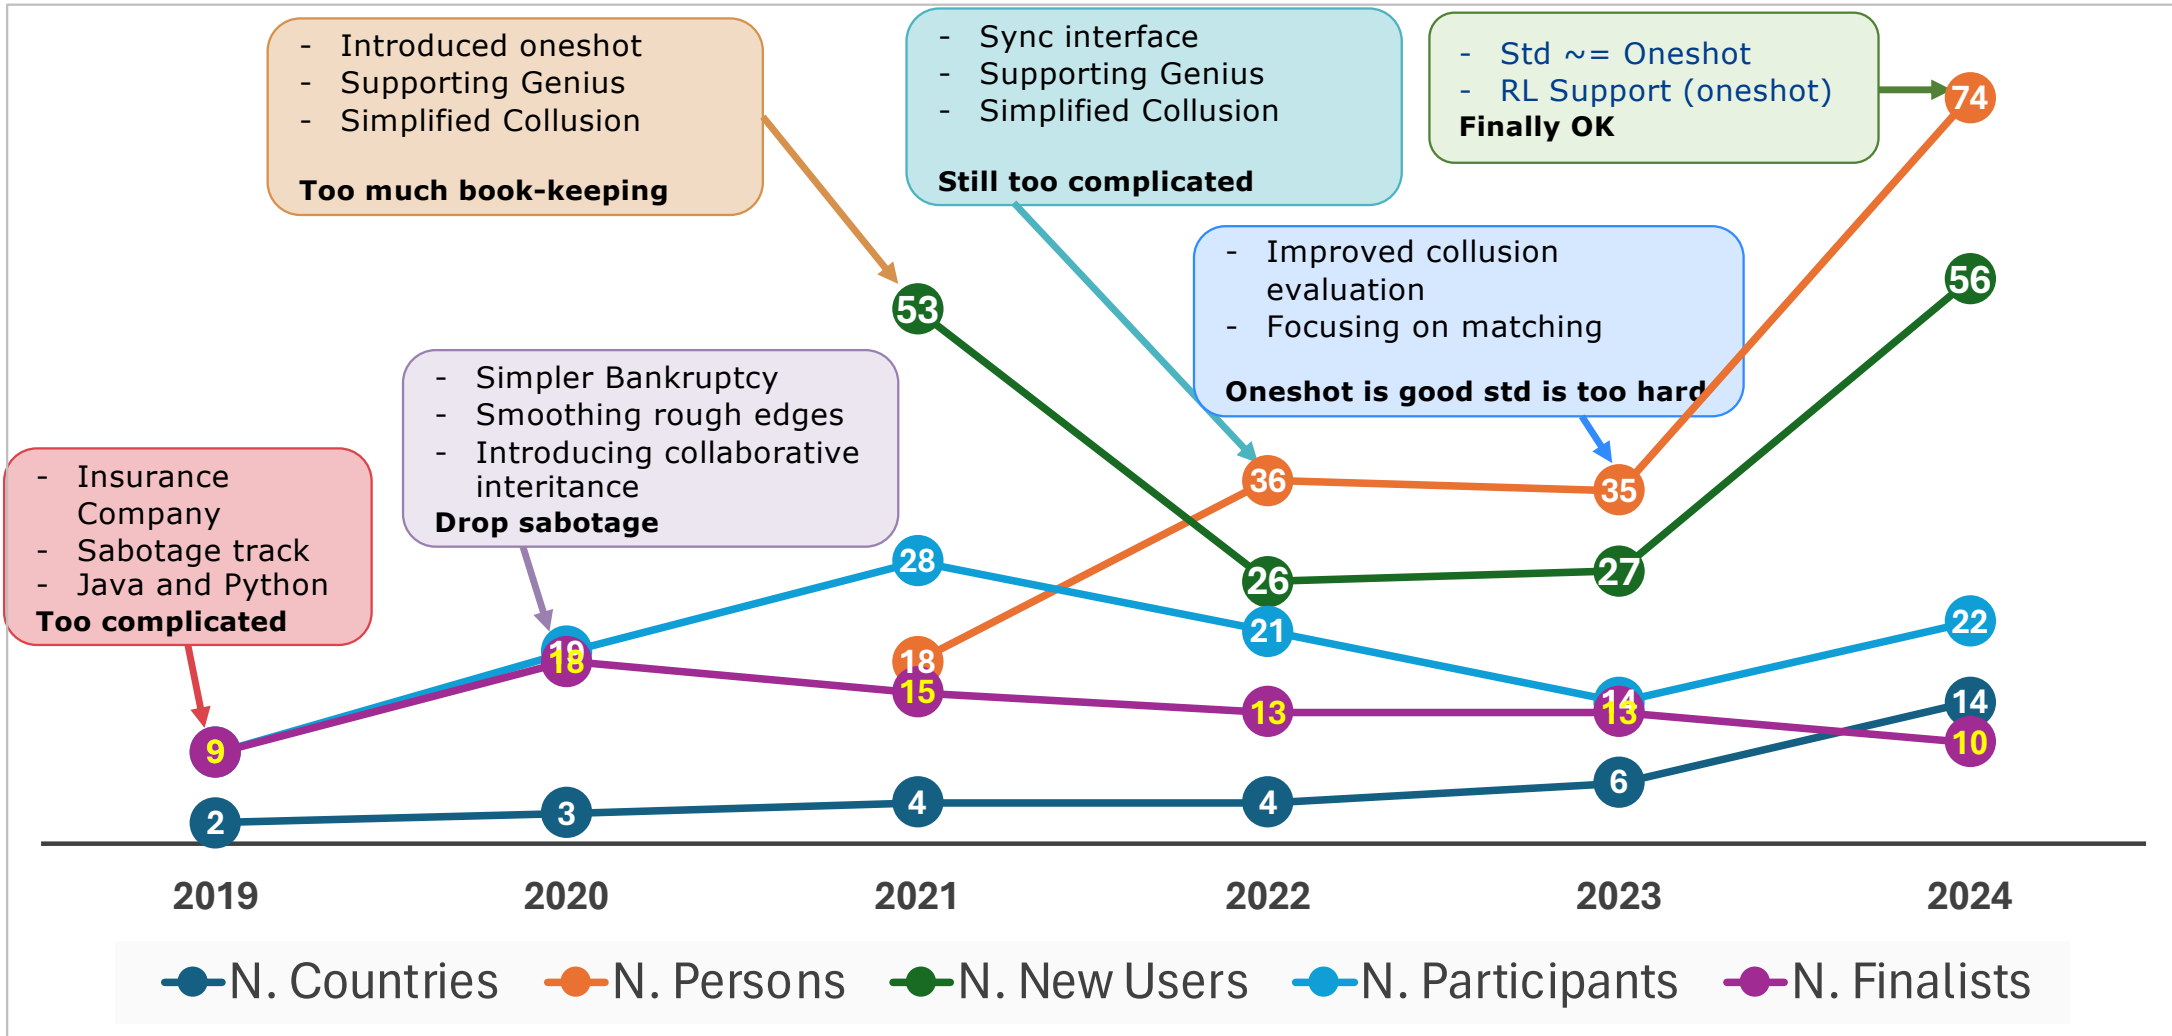 - Introduced oneshot
- Supporting Genius
- Simplified Collusion
Too much book-keeping
- Sync interface
- Supporting Genius
- Simplified Collusion
Still too complicated
- Std ~= Oneshot
- RL Support (oneshot)
Finally OK
- Improved collusion
evaluation
- Focusing on matching
Oneshot is good std is too hard
- Simpler Bankruptcy
- Smoothing rough edges
- Introducing collaborative
interitance
Drop sabotage
- Insurance
Company
- Sabotage track
- Java and Python
Too complicated
74
56
53
36
35
28
26
27
21
22
19
18
18
15
13
14
13
14
10
9
2
3
4
4
6
2019 2020 2021 2022 2023 2024
N. Countries N. Persons N. New Users N. Participants N. Finalists